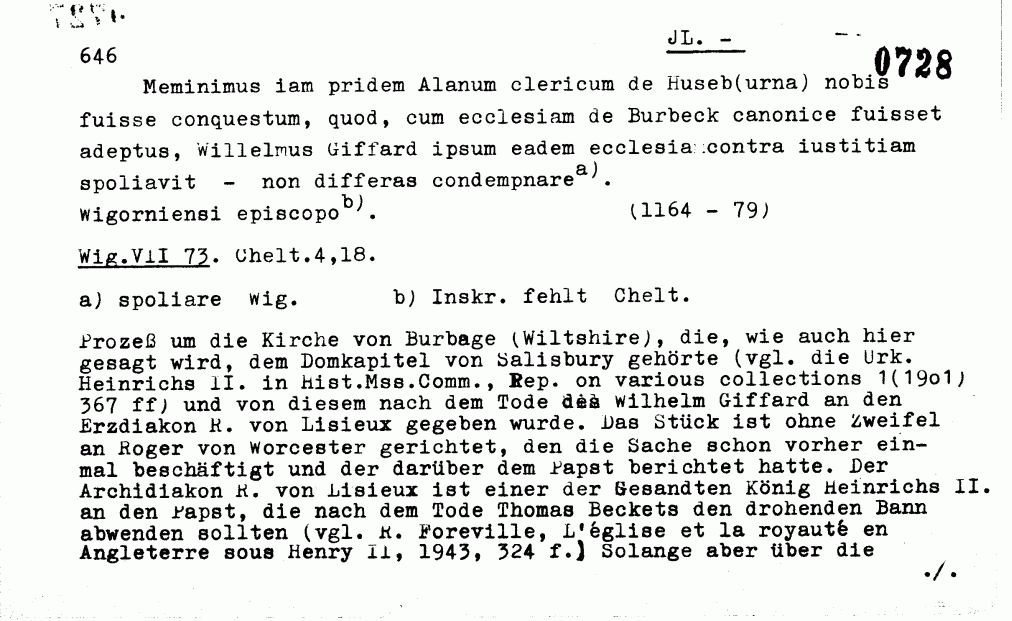 JL. -
646
0728
Meminimus iam pridem Alanum clericum de Huseb(urna) nobis
fuisse conquestum, quod, cum ecclesiam de Burbeck canonice fuisset
adeptus, Willelmus Giffard ipsum eadem ecclesia contra iustitiam
spoliavit - non differas condempnare a).
Wigorniensi episcopo b). (1164 - 79)
Wig.VII 73. Chelt.4,18.
a) spoliare Wig. b) Inskr. fehlt Chelt.
Prozeß um die Kirche von Burbage (Wiltshire), die, wie auch hier
gesagt wird, dem Domkapitel von Salisbury gehörte (vgl. die Urk.
Heinrichs II. in Hist.Mss.Comm., Rep. on various collections 1(19o1)
367 ff) und von diesem nach dem Tode des Wilhelm Giffard an den
Erzdiakon R. von Lisieux gegeben wurde. Das Stück ist ohne Zweifel
an Roger von Worcester gerichtet, den die Sache schon vorher ein-
mal beschäftigt und der darüber dem Papst berichtet hatte. Der
Archidiakon R. von Lisieux ist einer der Gesandten König Heinrichs II.
an den Papst, die nach dem Tode Thomas Beckets den drohenden Bann
abwenden sollten (vgl. R. Foreville, L'église et la royauté en
Angleterre sous Henry II, 1943, 324 f.) Solange aber über die
./.